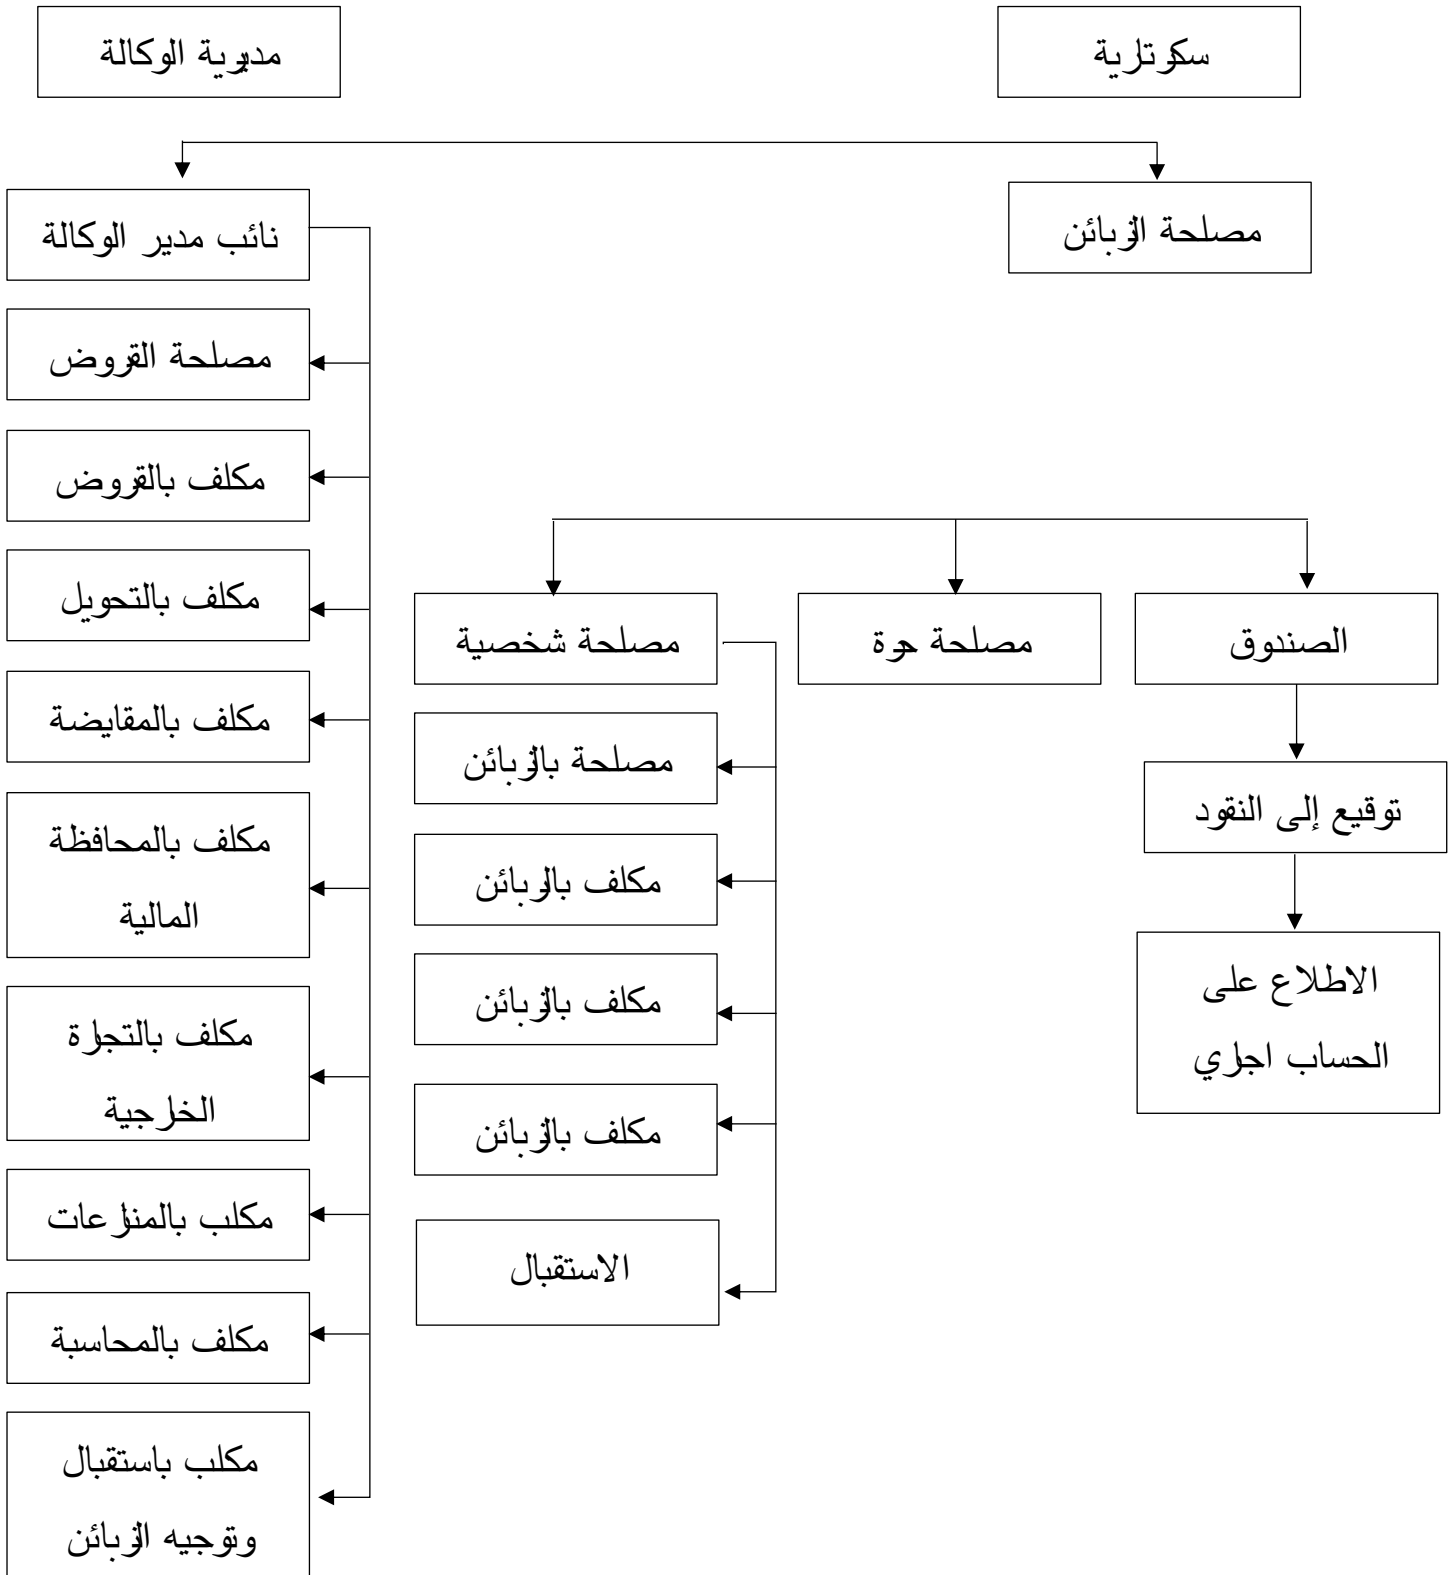 سكرتارية
مديرية الوكالة
مصلحة الزبائن
نائب مدير الوكالة
مصلحة القروض
مكلف بالقروض
مكلف بالتحويل
مكلف بالمقايضة
مكلف بالمحافظة
المالية
مكلف بالتجارة
الخارجية
مكلب بالمنازعات
مكلف بالمحاسبة
مكلب باستقبال
وتوجيه الزبائن
الصندوق
مصلحة حرة
مصلحة شخصية
توقيع إلى النقود
الاطلاع على
الحساب اجاري
مصلحة بالزبائن
مكلف بالزبائن
مكلف بالزبائن
مكلف بالزبائن
الاستقبال